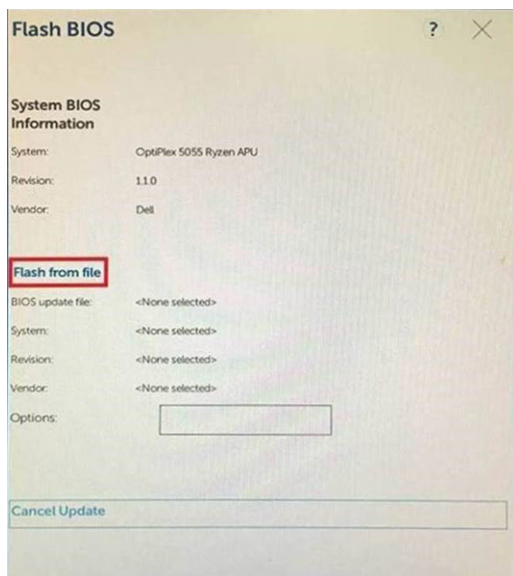 Flash BIOS ?
System BIOS
Information
System: OptiPlex 5055 Ryzen APU
Revision: 1.1.0
Vendor: Dell
Flash from file
BIOS update file: <None selected>
System: <None selected>
Revision: <None selected>
Vendor: <None selected>
Options:
Cancel Update